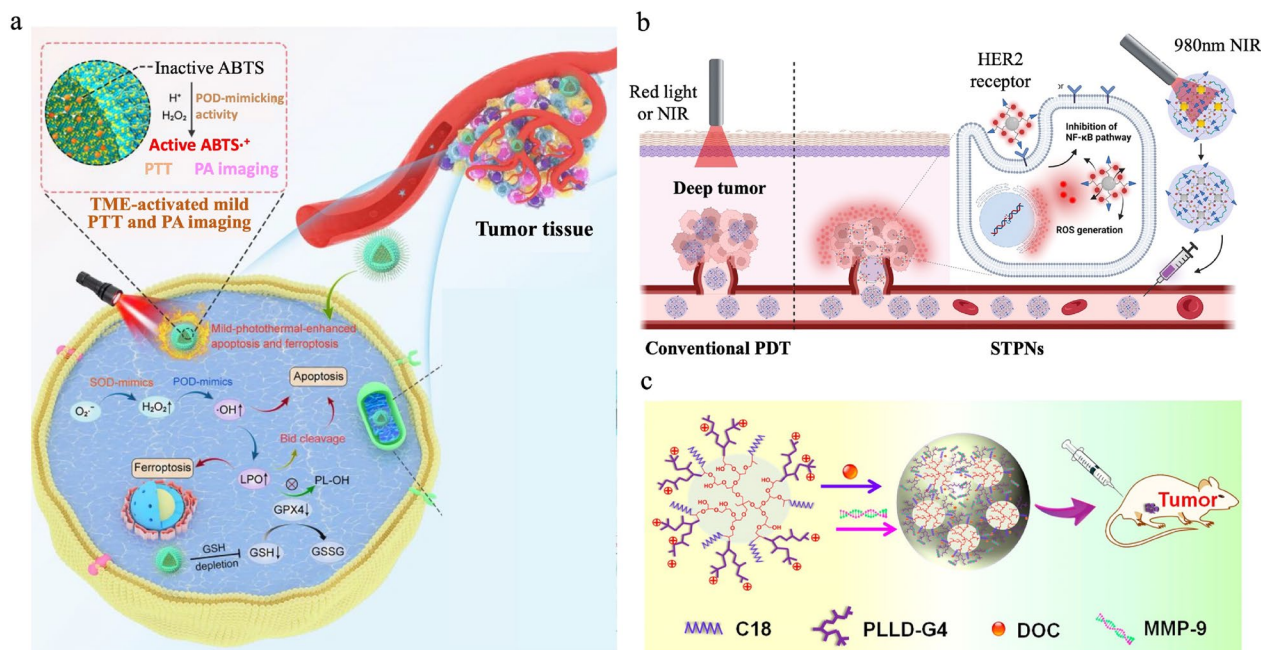 a
Inactive ABTS
H⁺
H₂O₂
POD-mimicking
activity
Active ABTS·⁺
PTT PA imaging
TME-activated mild
PTT and PA imaging
Tumor tissue
Mild-photothermal-enhanced
apoptosis and ferroptosis
SOD-mimics
POD-mimics
O₂·⁻
H₂O₂↑
·OH↑
Apoptosis
Bid cleavage
Ferroptosis
LPO↑
PL-OH
GPX4↓
GSH
depletion
GSH↓
GSSG
b
Red light
or NIR
Deep tumor
HER2
receptor
980nm NIR
Inhibition of
NF-κB pathway
ROS generation
Conventional PDT
STPNs
c
HO
OH
DOC
Tumor
C18
PLLD-G4
DOC
MMP-9